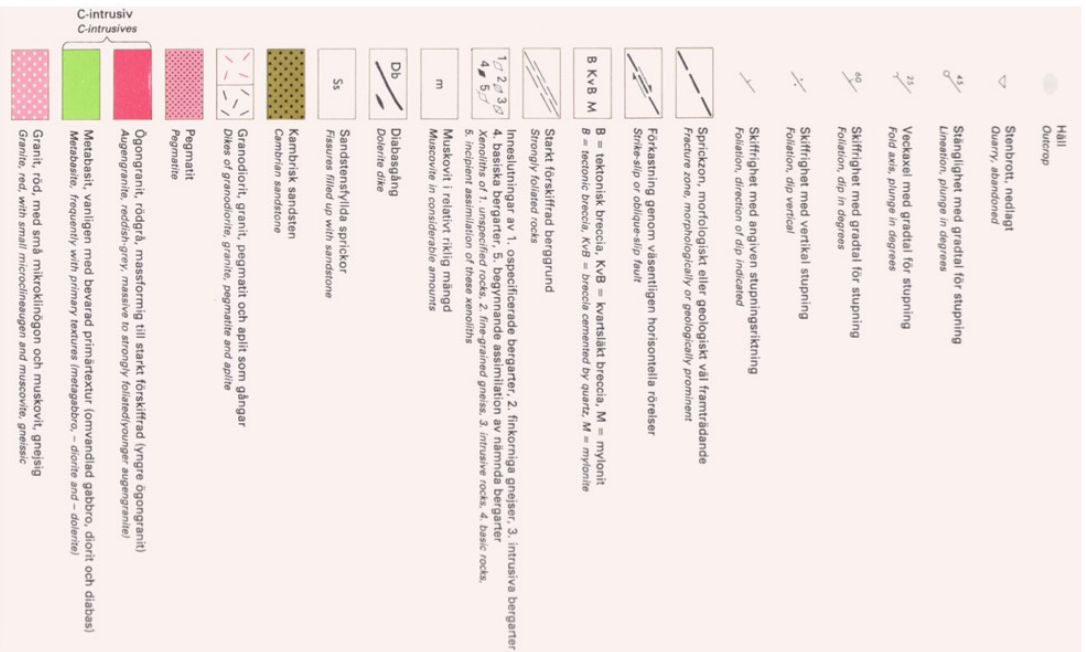 Häll
Outcrop
Stenbrott, nedlagt
Quarry, abandoned
45
Stänglighet med gradtal för stupning
Lineation, plunge in degrees
25
Veckaxel med gradtal för stupning
Fold axis, plunge in degrees
60
Skiffrighet med gradtal för stupning
Foliation, dip in degrees
Skiffrighet med vertikal stupning
Foliation, dip vertical
Skiffrighet med angiven stupningsriktning
Foliation, direction of dip indicated
Sprickzon, morfologiskt eller geologiskt väl framträdande
Fracture zone, morphologically or geologically prominent
Förkastning genom väsentligen horisontella rörelser
Strike-slip or oblique-slip fault
B KvB M
B = tektonisk breccia, KvB = kvartsläkt breccia, M = mylonit
B = tectonic breccia, KvB = breccia cemented by quartz, M = mylonite
Starkt förskiffrad berggrund
Strongly foliated rocks
1 2 3
4 5
Inneslutningar av 1. ospecificerade bergarter, 2. finkorniga gnejser, 3. intrusiva bergarter
4. basiska bergarter, 5. begynnande assimilation av nämnda bergarter
Xenoliths of 1. unspecified rocks, 2. fine-grained gneiss, 3. intrusive rocks, 4. basic rocks,
5. incipient assimilation of these xenoliths
m
Muskovit i relativt riklig mängd
Muscovite in considerable amounts
Db
Diabasgång
Dolerite dike
Ss
Sandstensfyllda sprickor
Fissures filled up with sandstone
Kambrisk sandsten
Cambrian sandstone
Granodiorit, granit, pegmatit och aplit som gångar
Dikes of granodiorite, granite, pegmatite and aplite
Pegmatit
Pegmatite
C-intrusiv
C-intrusives
Ögongranit, rödgrå, massformig till starkt förskiffrad (yngre ögongranit)
Augengranite, reddish-grey, massive to strongly foliated(younger augengranite)
Metabasit, vanligen med bevarad primärtextur (omvandlad gabbro, diorit och diabas)
Metabasite, frequently with primary textures (metagabbro, – diorite and – dolerite)
Granit, röd, med små mikroklinögon och muskovit, gnejsig
Granite, red, with small microclineaugen and muscovite, gneissic